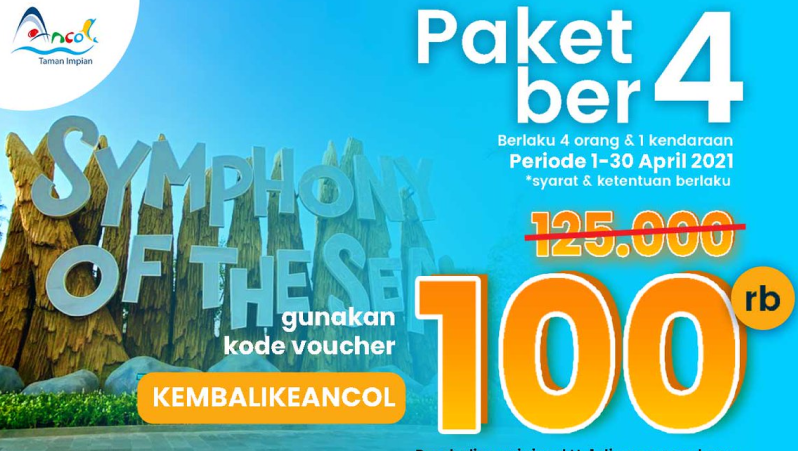 Ancol
Taman Impian
SYMPHONY
OF THE SEA
Paket
ber 4
Berlaku 4 orang & 1 kendaraan
Periode 1-30 April 2021
*syarat & ketentuan berlaku
125.000
100 rb
gunakan
kode voucher
KEMBALIKEANCOL